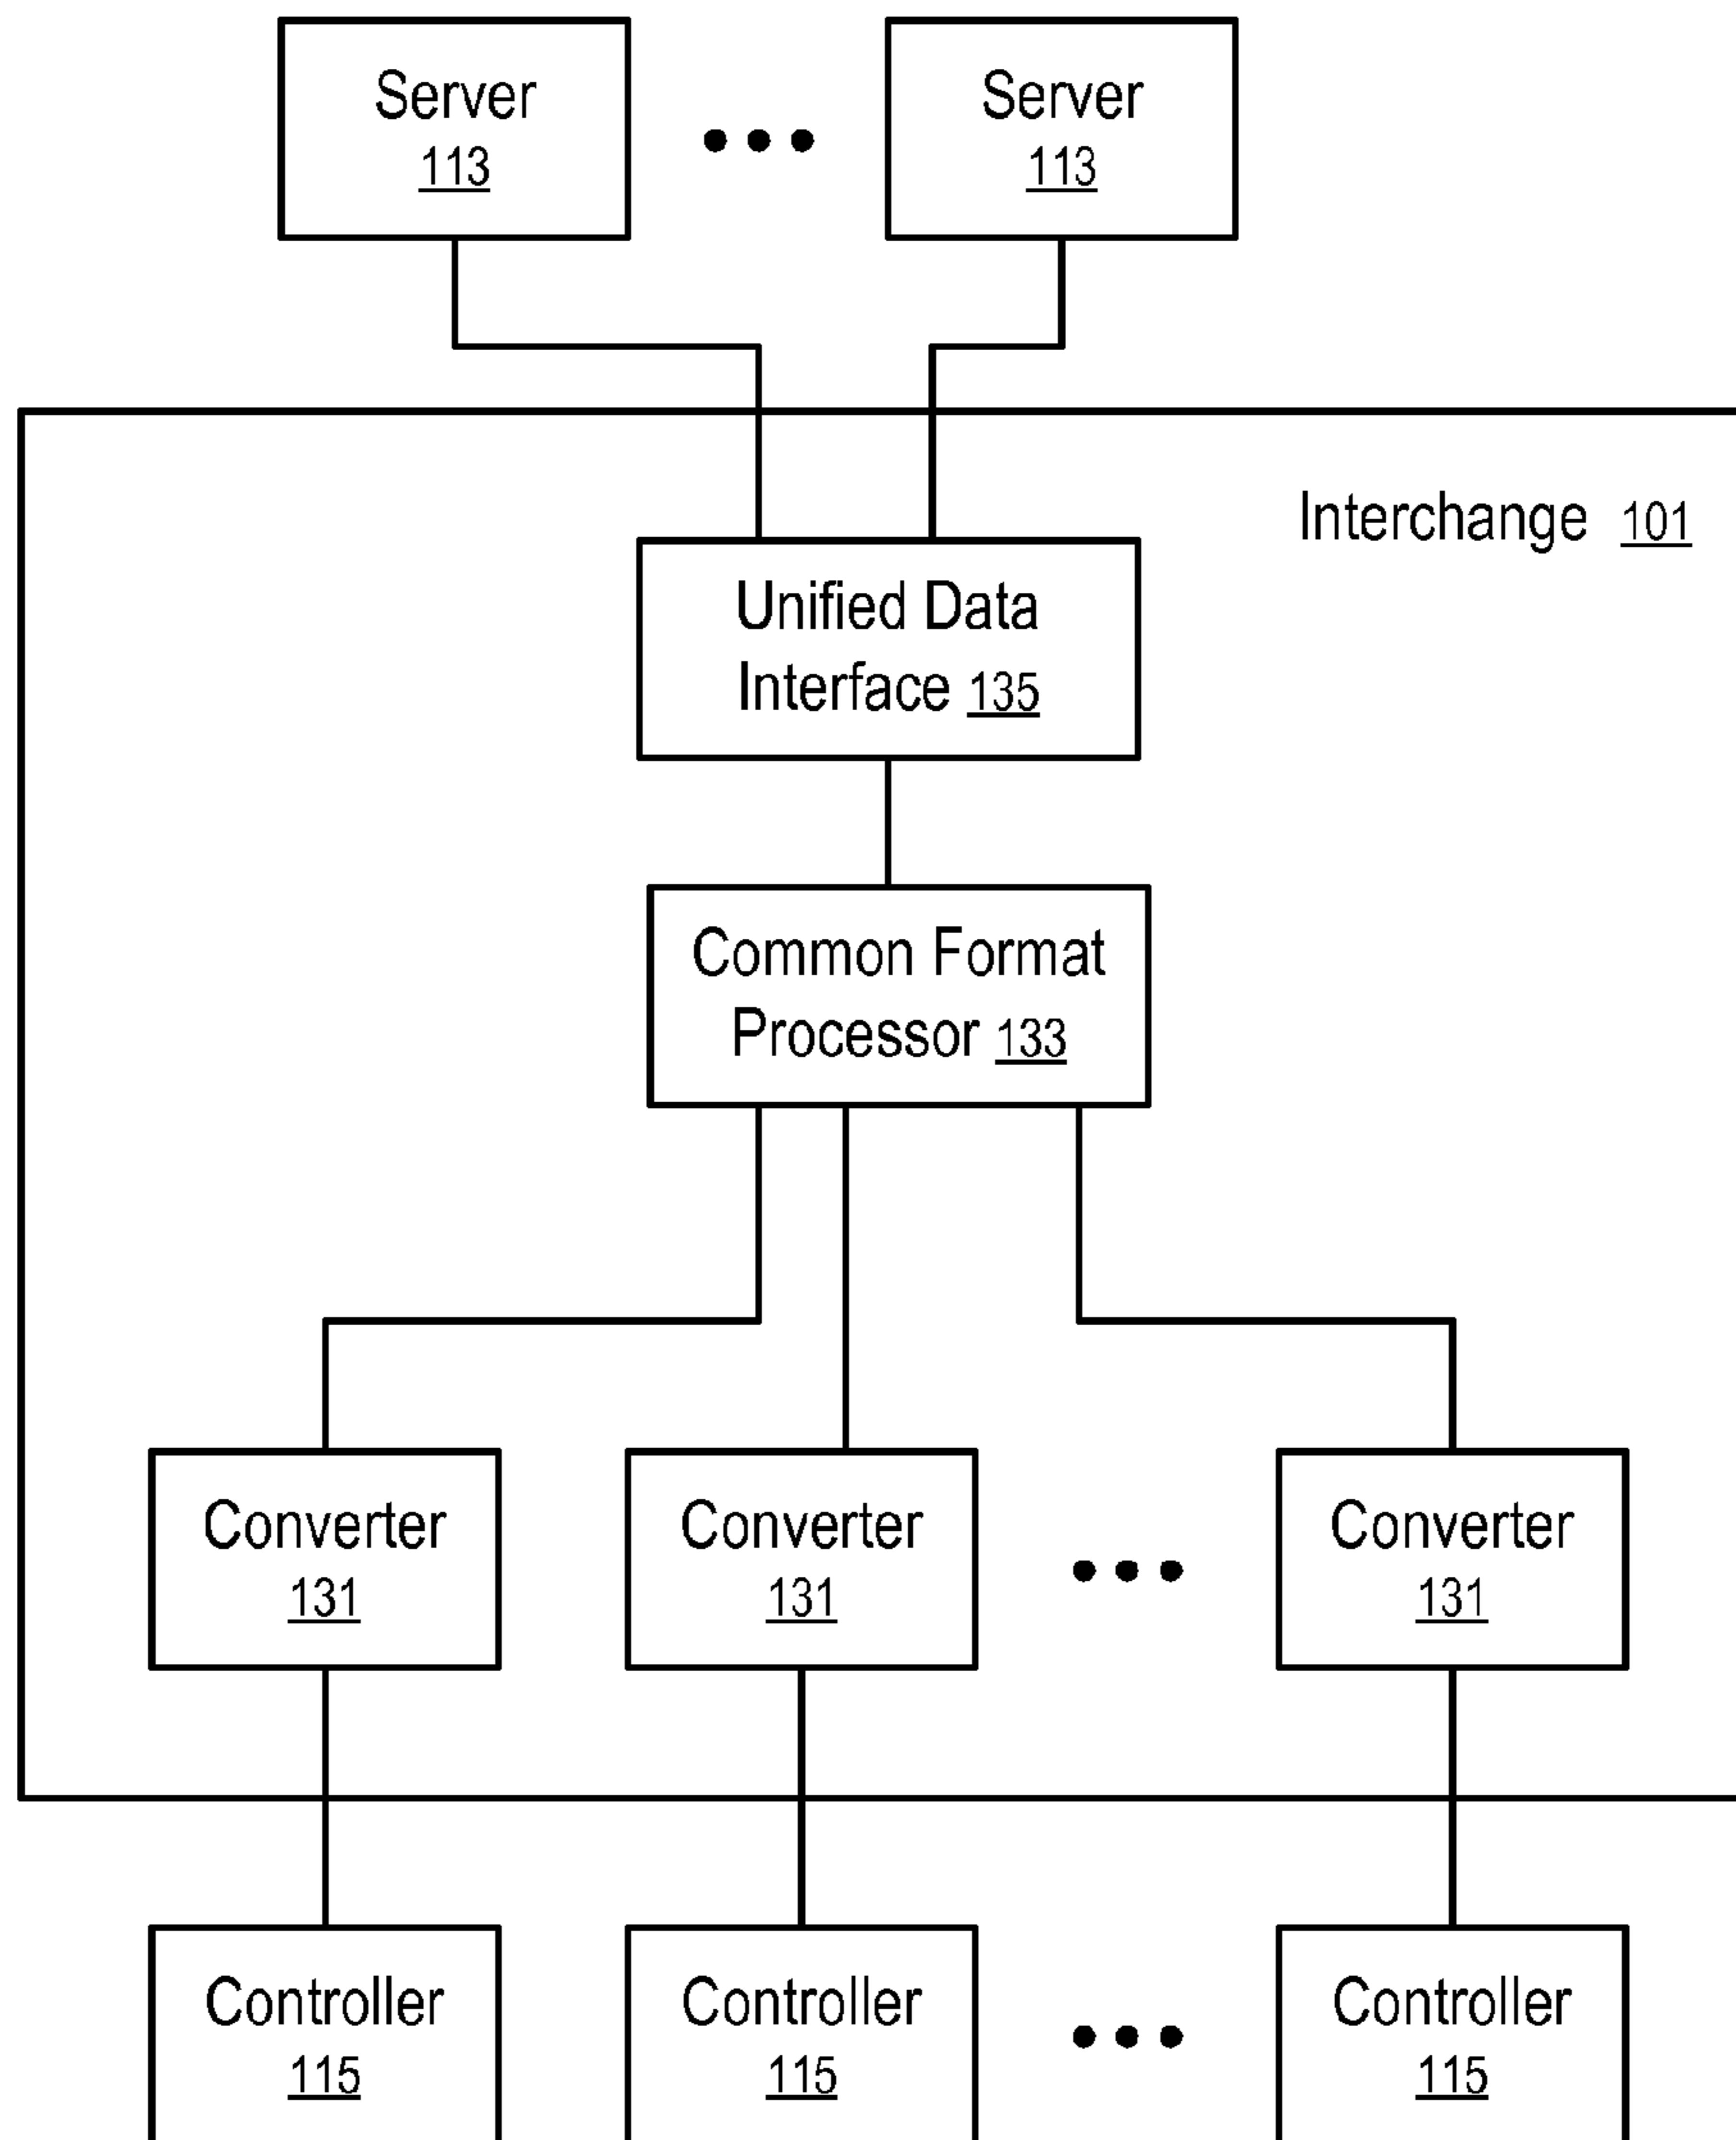 Server Server
113 113
Interchange 101
Unified Data
Interface 135
Common Format
Processor 133
Converter Converter Converter
131 131 131
Controller Controller Controller
115 115 115